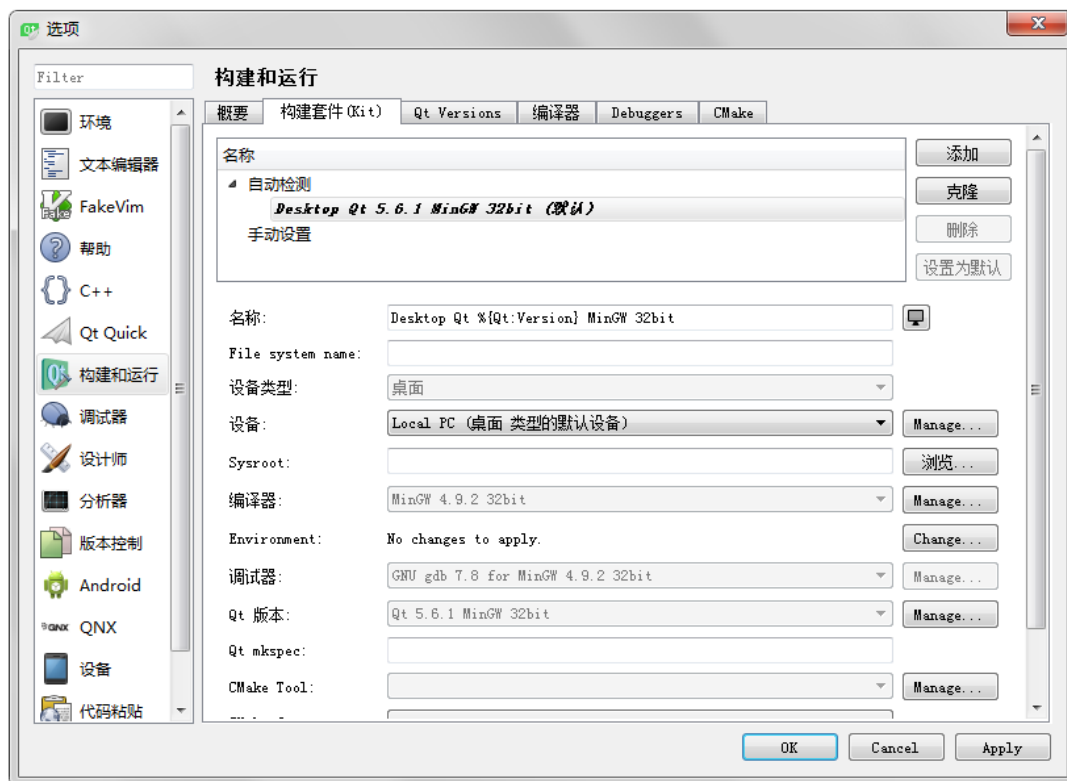 选项
Filter
环境
文本编辑器
FakeVim
帮助
C++
Qt Quick
构建和运行
调试器
设计师
分析器
版本控制
Android
QNX
设备
代码粘贴
构建和运行
概要 构建套件(Kit) Qt Versions 编译器 Debuggers CMake
名称
自动检测
Desktop Qt 5.6.1 MinGW 32bit (默认)
手动设置
添加
克隆
删除
设置为默认
名称: Desktop Qt %{Qt:Version} MinGW 32bit
File system name:
设备类型: 桌面
设备: Local PC (桌面 类型的默认设备) Manage...
Sysroot: 浏览...
编译器: MinGW 4.9.2 32bit Manage...
Environment: No changes to apply. Change...
调试器: GNU gdb 7.8 for MinGW 4.9.2 32bit Manage...
Qt 版本: Qt 5.6.1 MinGW 32bit Manage...
Qt mkspec:
CMake Tool: Manage...
OK Cancel Apply